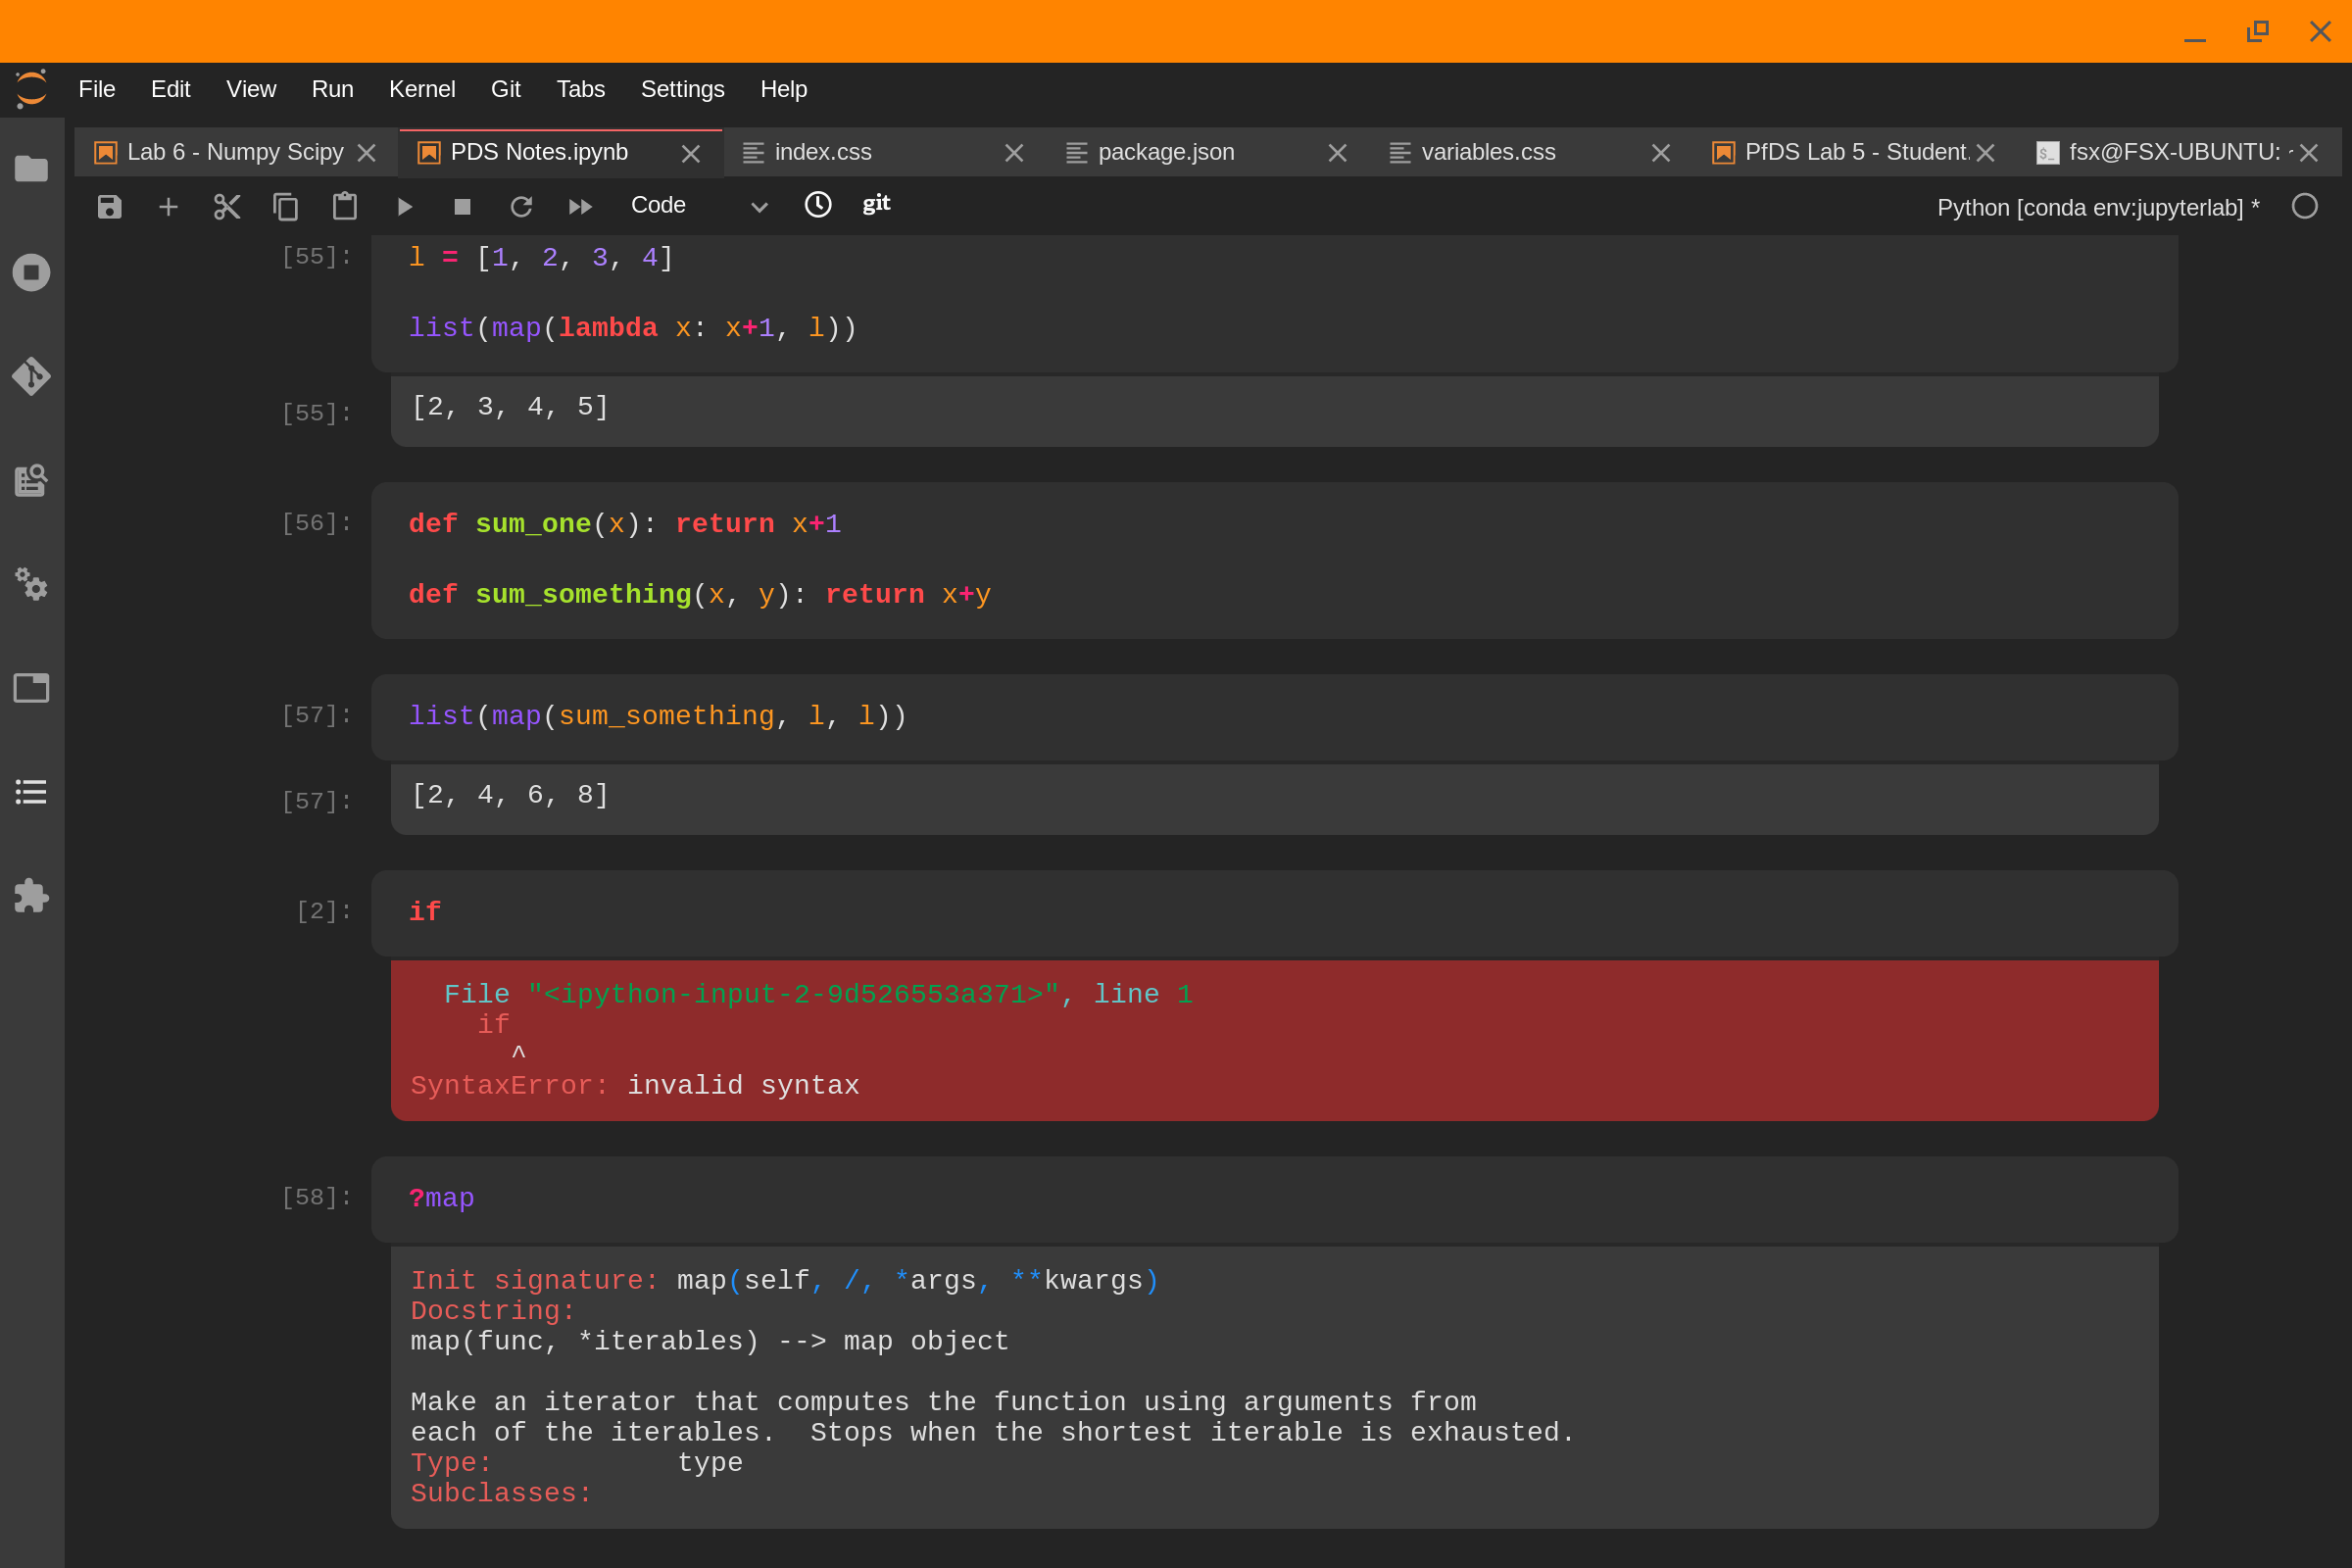 File Edit View Run Kernel Git Tabs Settings Help
Lab 6 - Numpy Scipy PDS Notes.ipynb index.css package.json variables.css PfDS Lab 5 - Student. $_ fsx@FSX-UBUNTU: ~
Code git Python [conda env:jupyterlab] *
[55]: l = [1, 2, 3, 4]
list(map(lambda x: x+1, l))
[55]: [2, 3, 4, 5]
[56]: def sum_one(x): return x+1
def sum_something(x, y): return x+y
[57]: list(map(sum_something, l, l))
[57]: [2, 4, 6, 8]
[2]: if
File "<ipython-input-2-9d526553a371>", line 1
if
^
SyntaxError: invalid syntax
[58]: ?map
Init signature: map(self, /, *args, **kwargs)
Docstring:
map(func, *iterables) --> map object
Make an iterator that computes the function using arguments from
each of the iterables.  Stops when the shortest iterable is exhausted.
Type:           type
Subclasses: